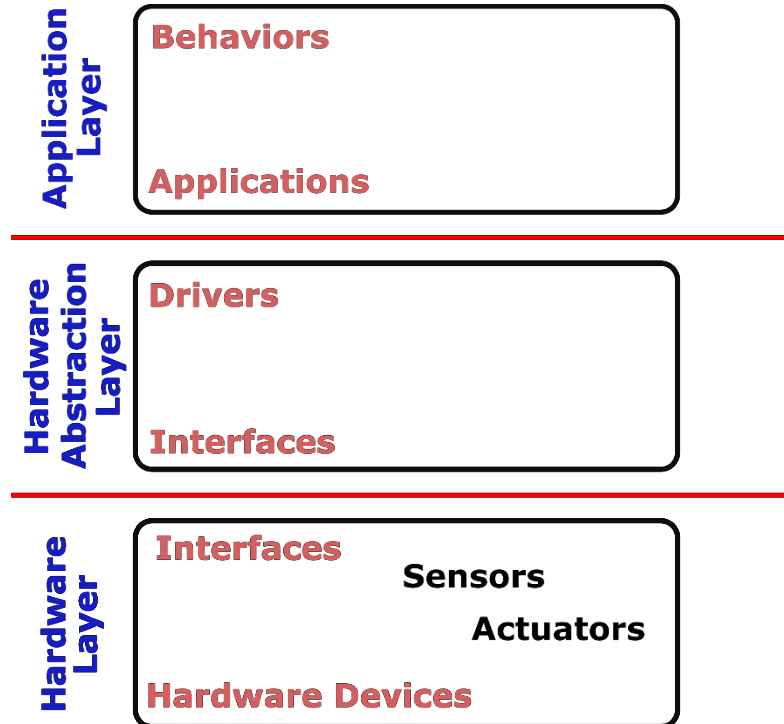 Application
Layer
Behaviors
Applications
Hardware
Abstraction
Layer
Drivers
Interfaces
Hardware
Layer
Interfaces
Sensors
Actuators
Hardware Devices